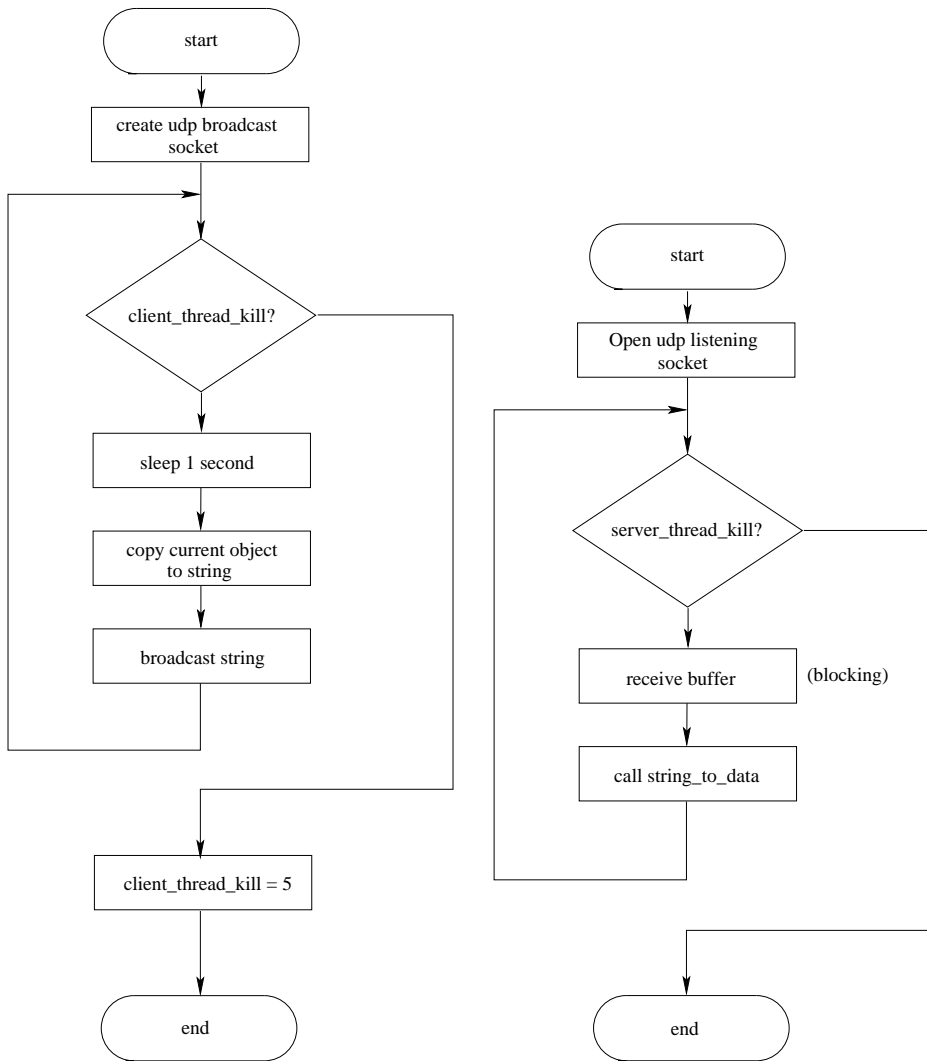 start
create udp broadcast
socket
client_thread_kill?
sleep 1 second
copy current object
to string
broadcast string
client_thread_kill = 5
end
start
Open udp listening
socket
server_thread_kill?
receive buffer
(blocking)
call string_to_data
end